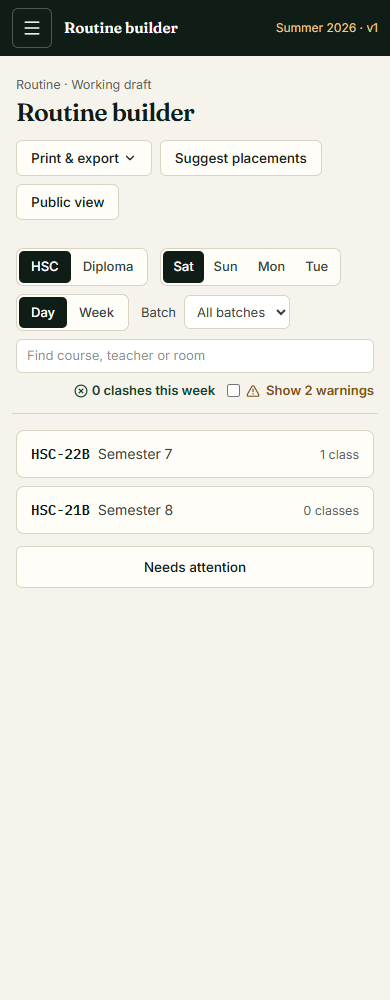 Routine builder
Summer 2026 · v1
Routine · Working draft
Routine builder
Print & export
Suggest placements
Public view
HSC Diploma
Sat Sun Mon Tue
Day Week
Batch All batches
Find course, teacher or room
0 clashes this week
Show 2 warnings
HSC-22B Semester 7
1 class
HSC-21B Semester 8
0 classes
Needs attention